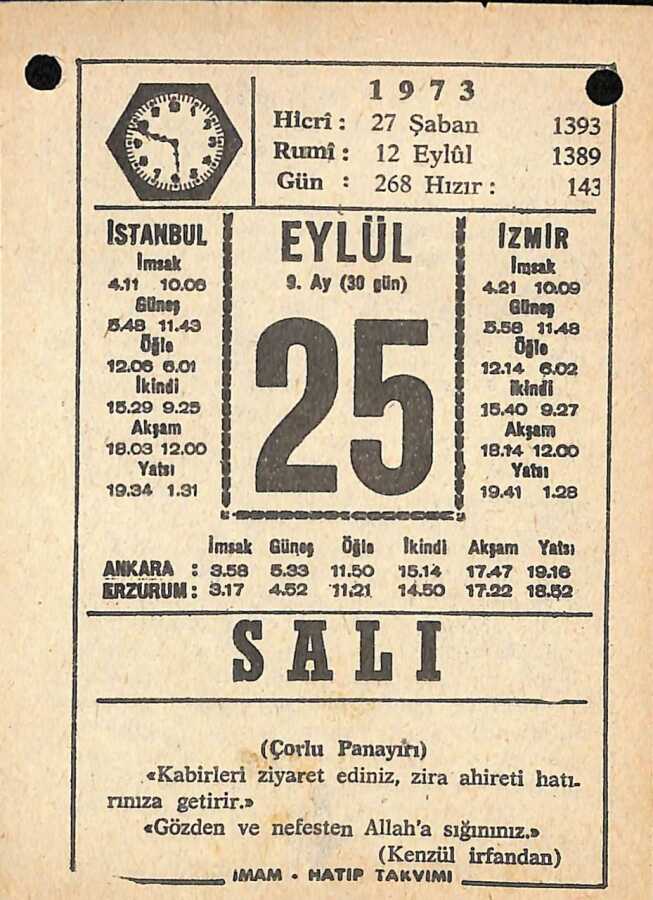 1973
Hicrî : 27 Şaban 1393
Rumî : 12 Eylûl 1389
Gün : 268 Hızır : 143
İSTANBUL
İmsak
4.11 10.06
Güneş
5.48 11.43
Öğle
12.06 6.01
İkindi
15.29 9.25
Akşam
18.03 12.00
Yatsı
19.34 1.31
EYLÜL
9. Ay (30 gün)
25
İZMİR
İmsak
4.21 10.09
Güneş
5.58 11.48
Öğle
12.14 6.02
İkindi
15.40 9.27
Akşam
18.14 12.00
Yatsı
19.41 1.28
İmsak Güneş Öğle İkindi Akşam Yatsı
ANKARA : 3.58 5.33 11.50 15.14 17.47 19.16
ERZURUM : 3.17 4.52 11.21 14.50 17.22 18.52
SALI
(Çorlu Panayırı)
«Kabirleri ziyaret ediniz, zira ahireti hatı-
rınıza getirir.»
«Gözden ve nefesten Allah'a sığınınız.»
(Kenzül irfandan)
İMAM - HATİP TAKVİMİ